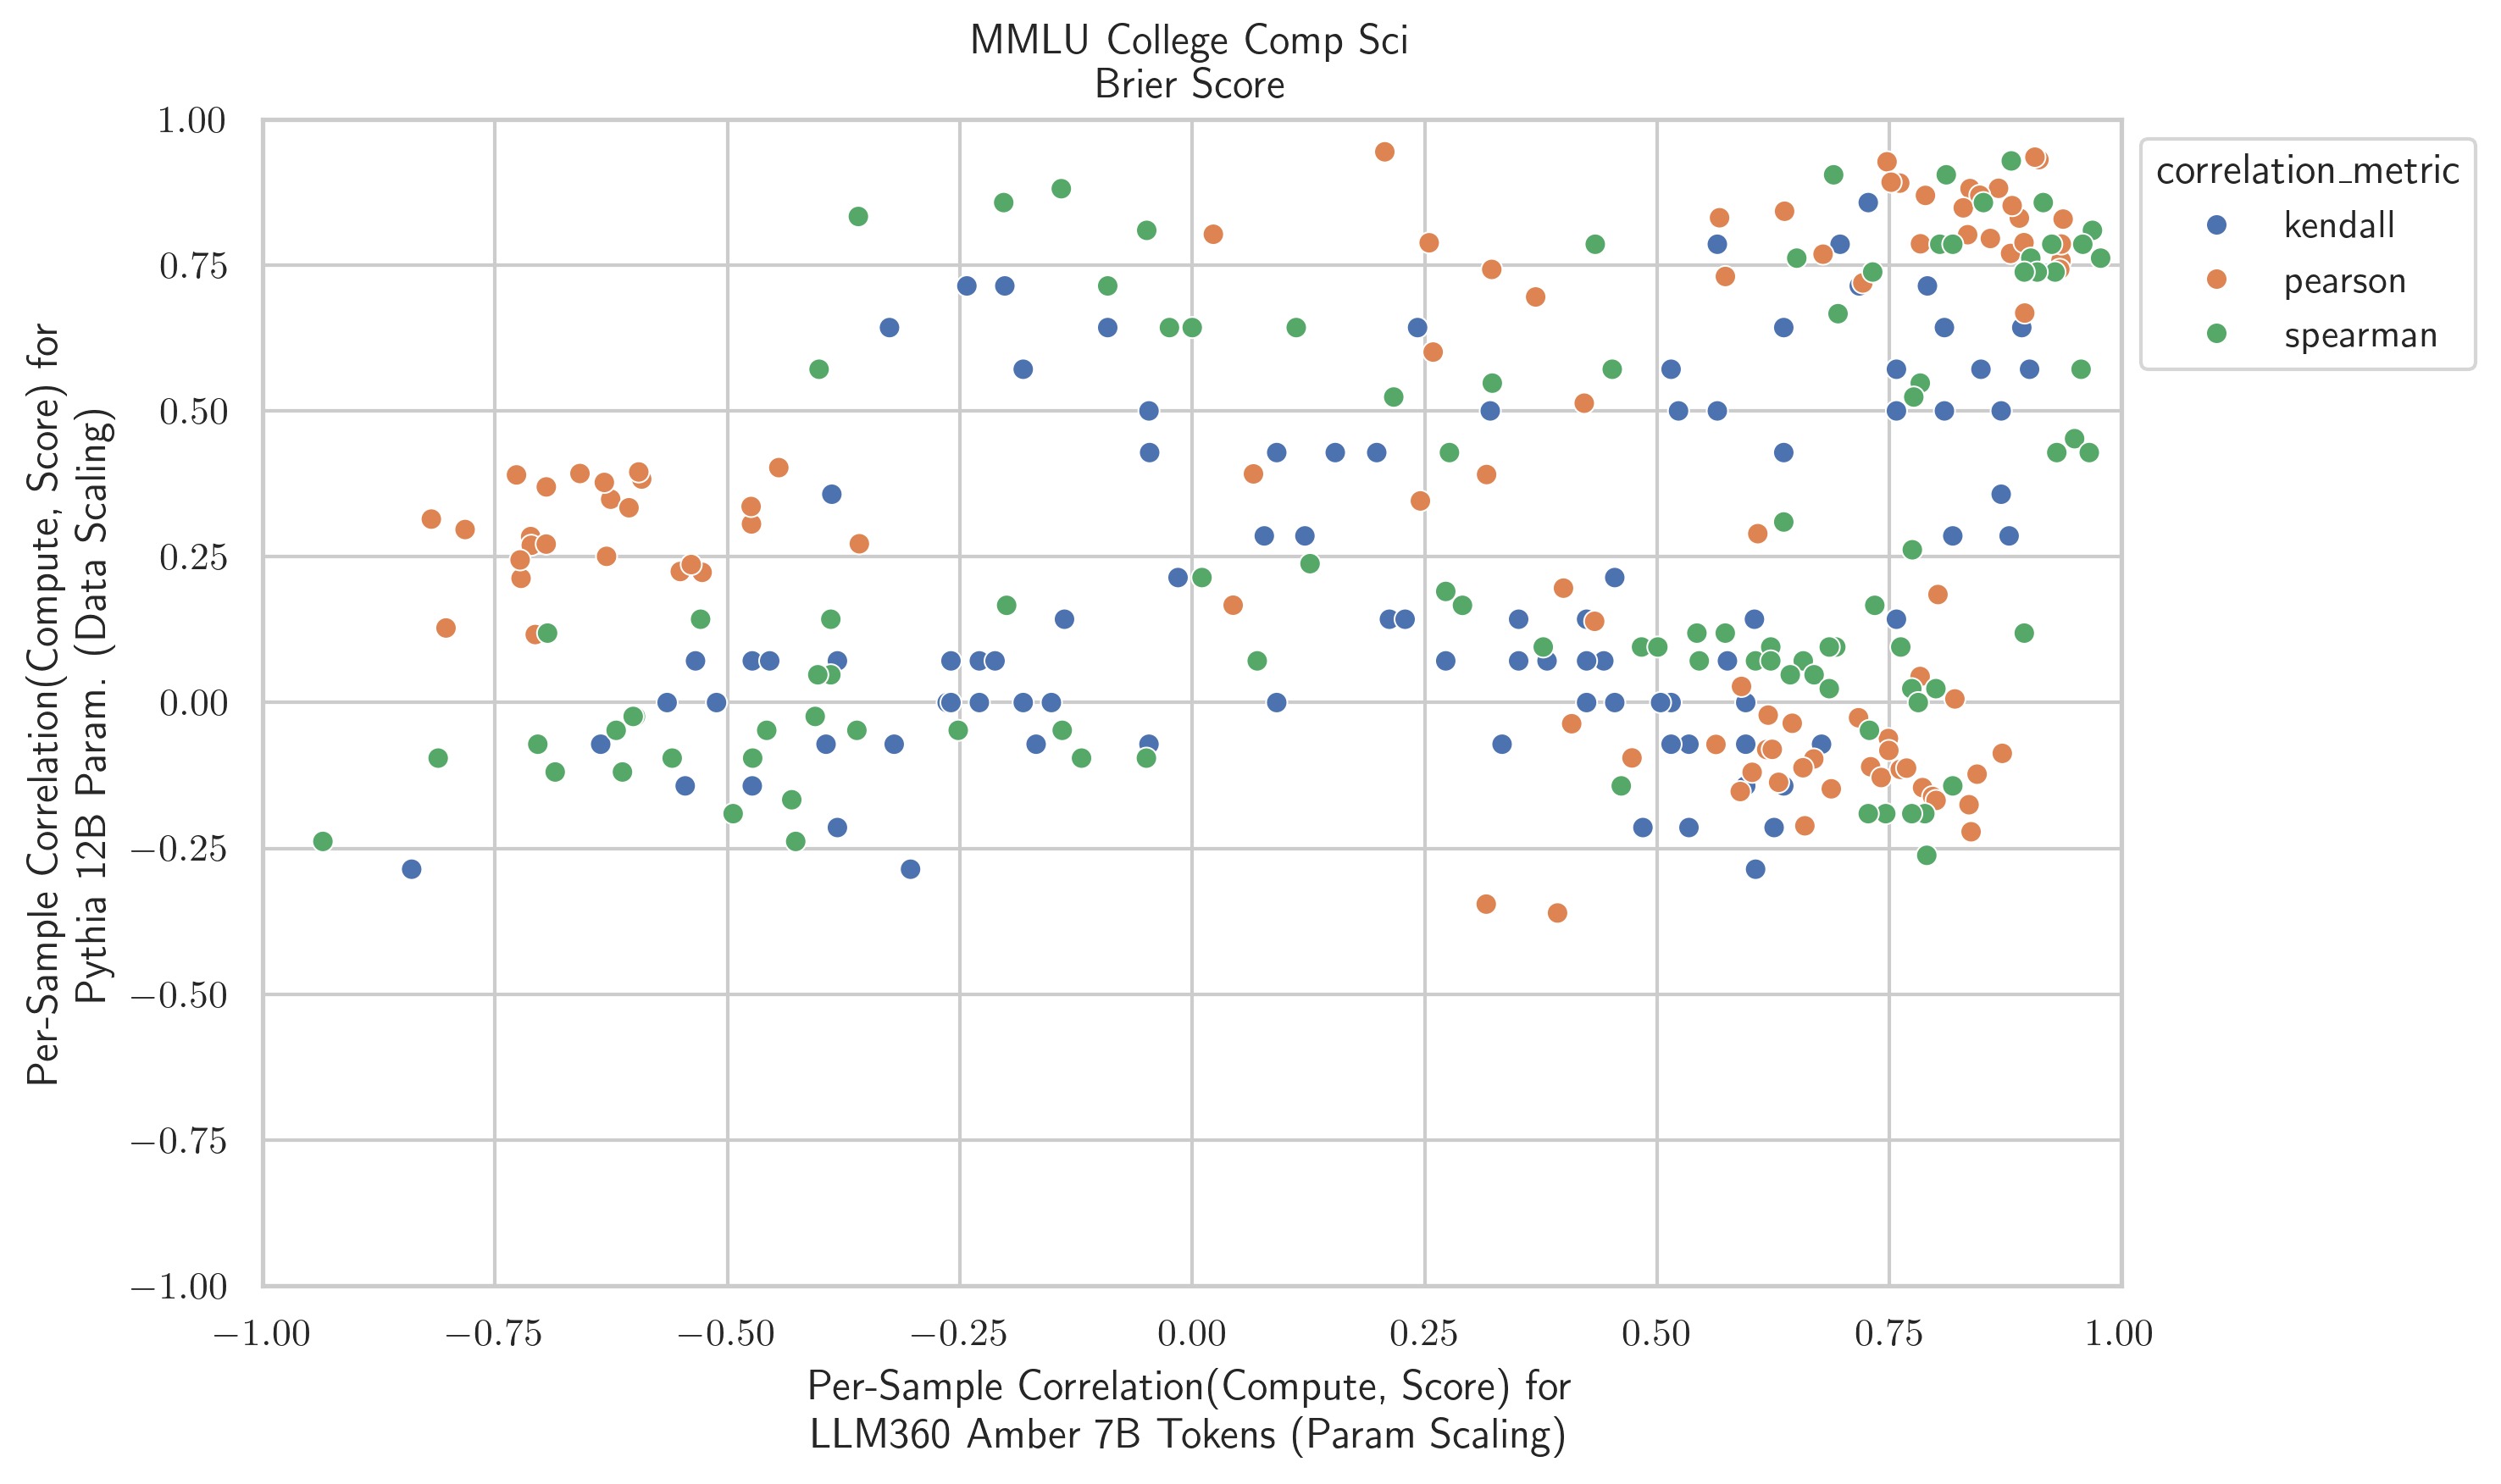 MMLU College Comp Sci
Brier Score
Per-Sample Correlation(Compute, Score) for
Pythia 12B Param. (Data Scaling)
1.00
0.75
0.50
0.25
0.00
−0.25
−0.50
−0.75
−1.00
−1.00 −0.75 −0.50 −0.25 0.00 0.25 0.50 0.75 1.00
Per-Sample Correlation(Compute, Score) for
LLM360 Amber 7B Tokens (Param Scaling)
correlation_metric
kendall
pearson
spearman